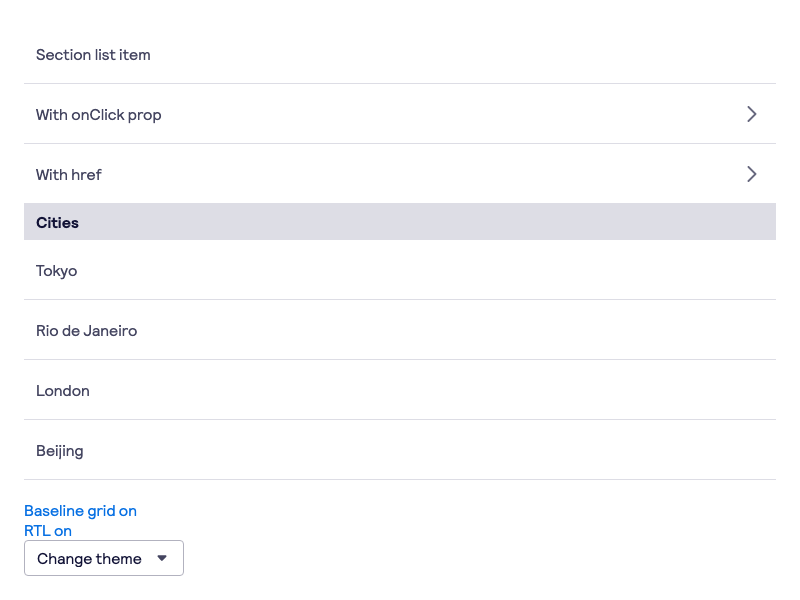 Section list item
With onClick prop
With href
Cities
Tokyo
Rio de Janeiro
London
Beijing
Baseline grid on
RTL on
Change theme